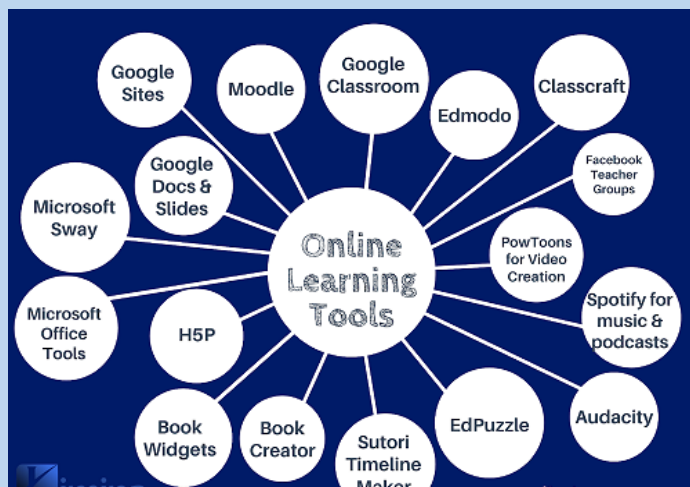 Google
Sites
Moodle
Google
Classroom
Edmodo
Classcraft
Facebook
Teacher
Groups
Google
Docs &
Slides
Microsoft
Sway
Online
Learning
Tools
PowToons
for Video
Creation
Spotify for
music &
podcasts
Microsoft
Office
Tools
H5P
Book
Widgets
Book
Creator
Sutori
Timeline
Maker
EdPuzzle
Audacity